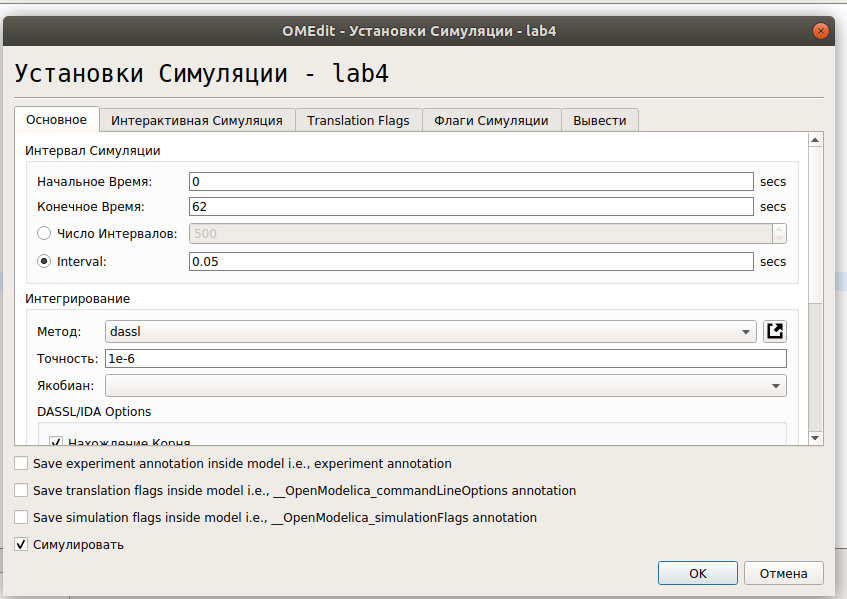 OMEdit - Установки Симуляции - lab4
Установки Симуляции - lab4
Основное Интерактивная Симуляция Translation Flags Флаги Симуляции Вывести
Интервал Симуляции
Начальное Время: 0 secs
Конечное Время: 62 secs
Число Интервалов: 500
Interval: 0.05 secs
Интегрирование
Метод: dassl
Точность: 1e-6
Якобиан:
DASSL/IDA Options
Нахождение Корня
Save experiment annotation inside model i.e., experiment annotation
Save translation flags inside model i.e., __OpenModelica_commandLineOptions annotation
Save simulation flags inside model i.e., __OpenModelica_simulationFlags annotation
Симулировать
OK Отмена